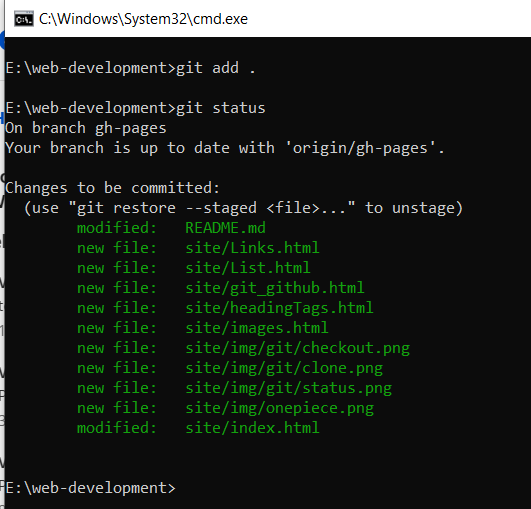 C:\Windows\System32\cmd.exe
E:\web-development>git add .
E:\web-development>git status
On branch gh-pages
Your branch is up to date with 'origin/gh-pages'.
Changes to be committed:
  (use "git restore --staged <file>..." to unstage)
        modified:   README.md
        new file:   site/Links.html
        new file:   site/List.html
        new file:   site/git_github.html
        new file:   site/headingTags.html
        new file:   site/images.html
        new file:   site/img/git/checkout.png
        new file:   site/img/git/clone.png
        new file:   site/img/git/status.png
        new file:   site/img/onepiece.png
        modified:   site/index.html
E:\web-development>